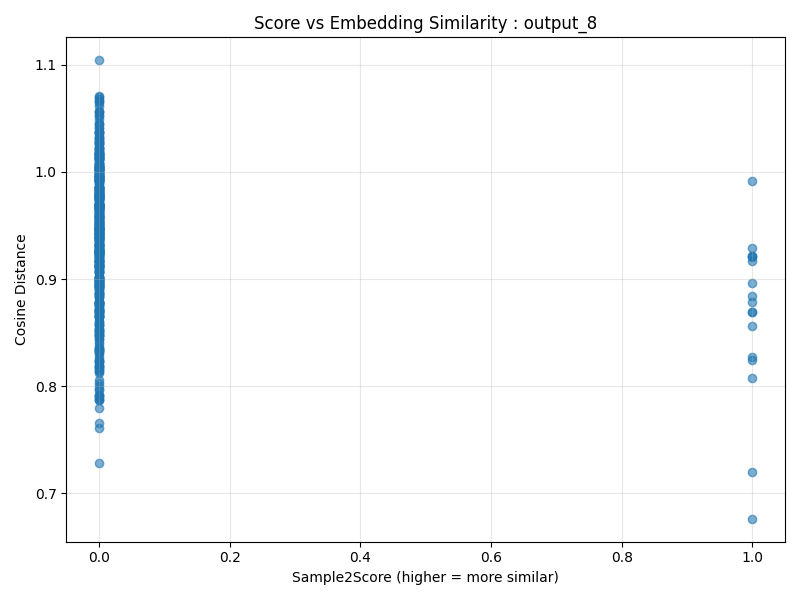 Score vs Embedding Similarity : output_8
1.1
1.0
0.9
0.8
0.7
Cosine Distance
0.0 0.2 0.4 0.6 0.8 1.0
Sample2Score (higher = more similar)